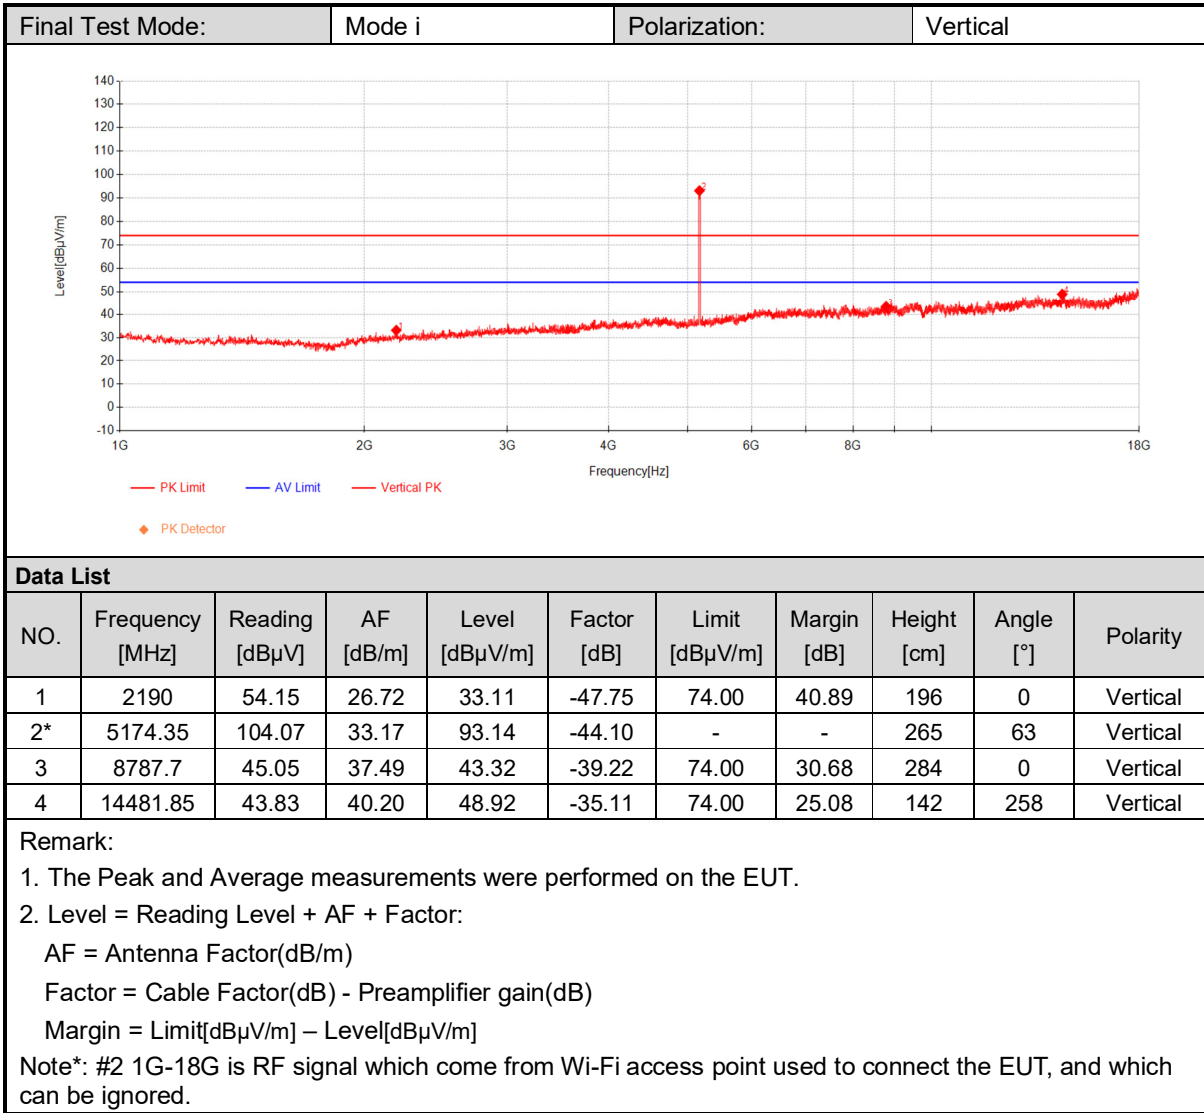 Final Test Mode: Mode i Polarization: Vertical
140
130
120
110
100
90
80
70
60
50
40
30
20
10
0
-10
Level[dBµV/m]
1 2 3 4
1G 2G 3G 4G 6G 8G 18G
Frequency[Hz]
PK Limit AV Limit Vertical PK
PK Detector
Data List
NO. Frequency [MHz] Reading [dBµV] AF [dB/m] Level [dBµV/m] Factor [dB] Limit [dBµV/m] Margin [dB] Height [cm] Angle [°] Polarity
1 2190 54.15 26.72 33.11 -47.75 74.00 40.89 196 0 Vertical
2* 5174.35 104.07 33.17 93.14 -44.10 - - 265 63 Vertical
3 8787.7 45.05 37.49 43.32 -39.22 74.00 30.68 284 0 Vertical
4 14481.85 43.83 40.20 48.92 -35.11 74.00 25.08 142 258 Vertical
Remark:
1. The Peak and Average measurements were performed on the EUT.
2. Level = Reading Level + AF + Factor:
AF = Antenna Factor(dB/m)
Factor = Cable Factor(dB) - Preamplifier gain(dB)
Margin = Limit[dBµV/m] – Level[dBµV/m]
Note*: #2 1G-18G is RF signal which come from Wi-Fi access point used to connect the EUT, and which
can be ignored.